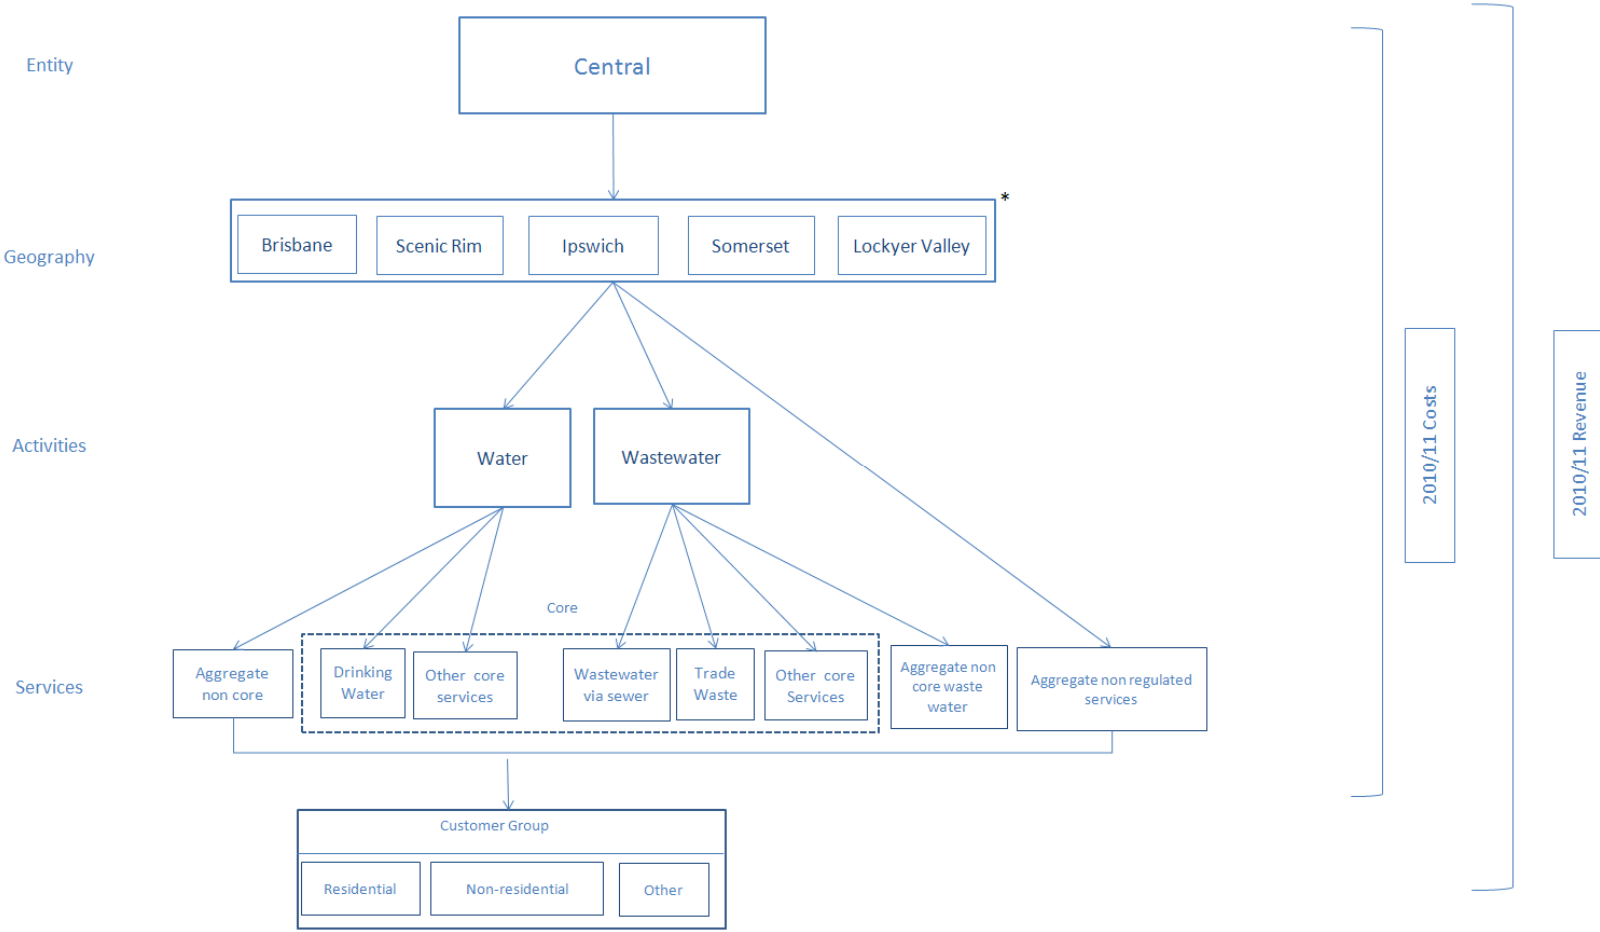 Entity
Central
*
Geography
Brisbane
Scenic Rim
Ipswich
Somerset
Lockyer Valley
Activities
Water
Wastewater
2010/11 Costs
2010/11 Revenue
Core
Services
Aggregate
non core
Drinking
Water
Other core
services
Wastewater
via sewer
Trade
Waste
Other core
Services
Aggregate non
core waste
water
Aggregate non regulated
services
Customer Group
Residential
Non-residential
Other